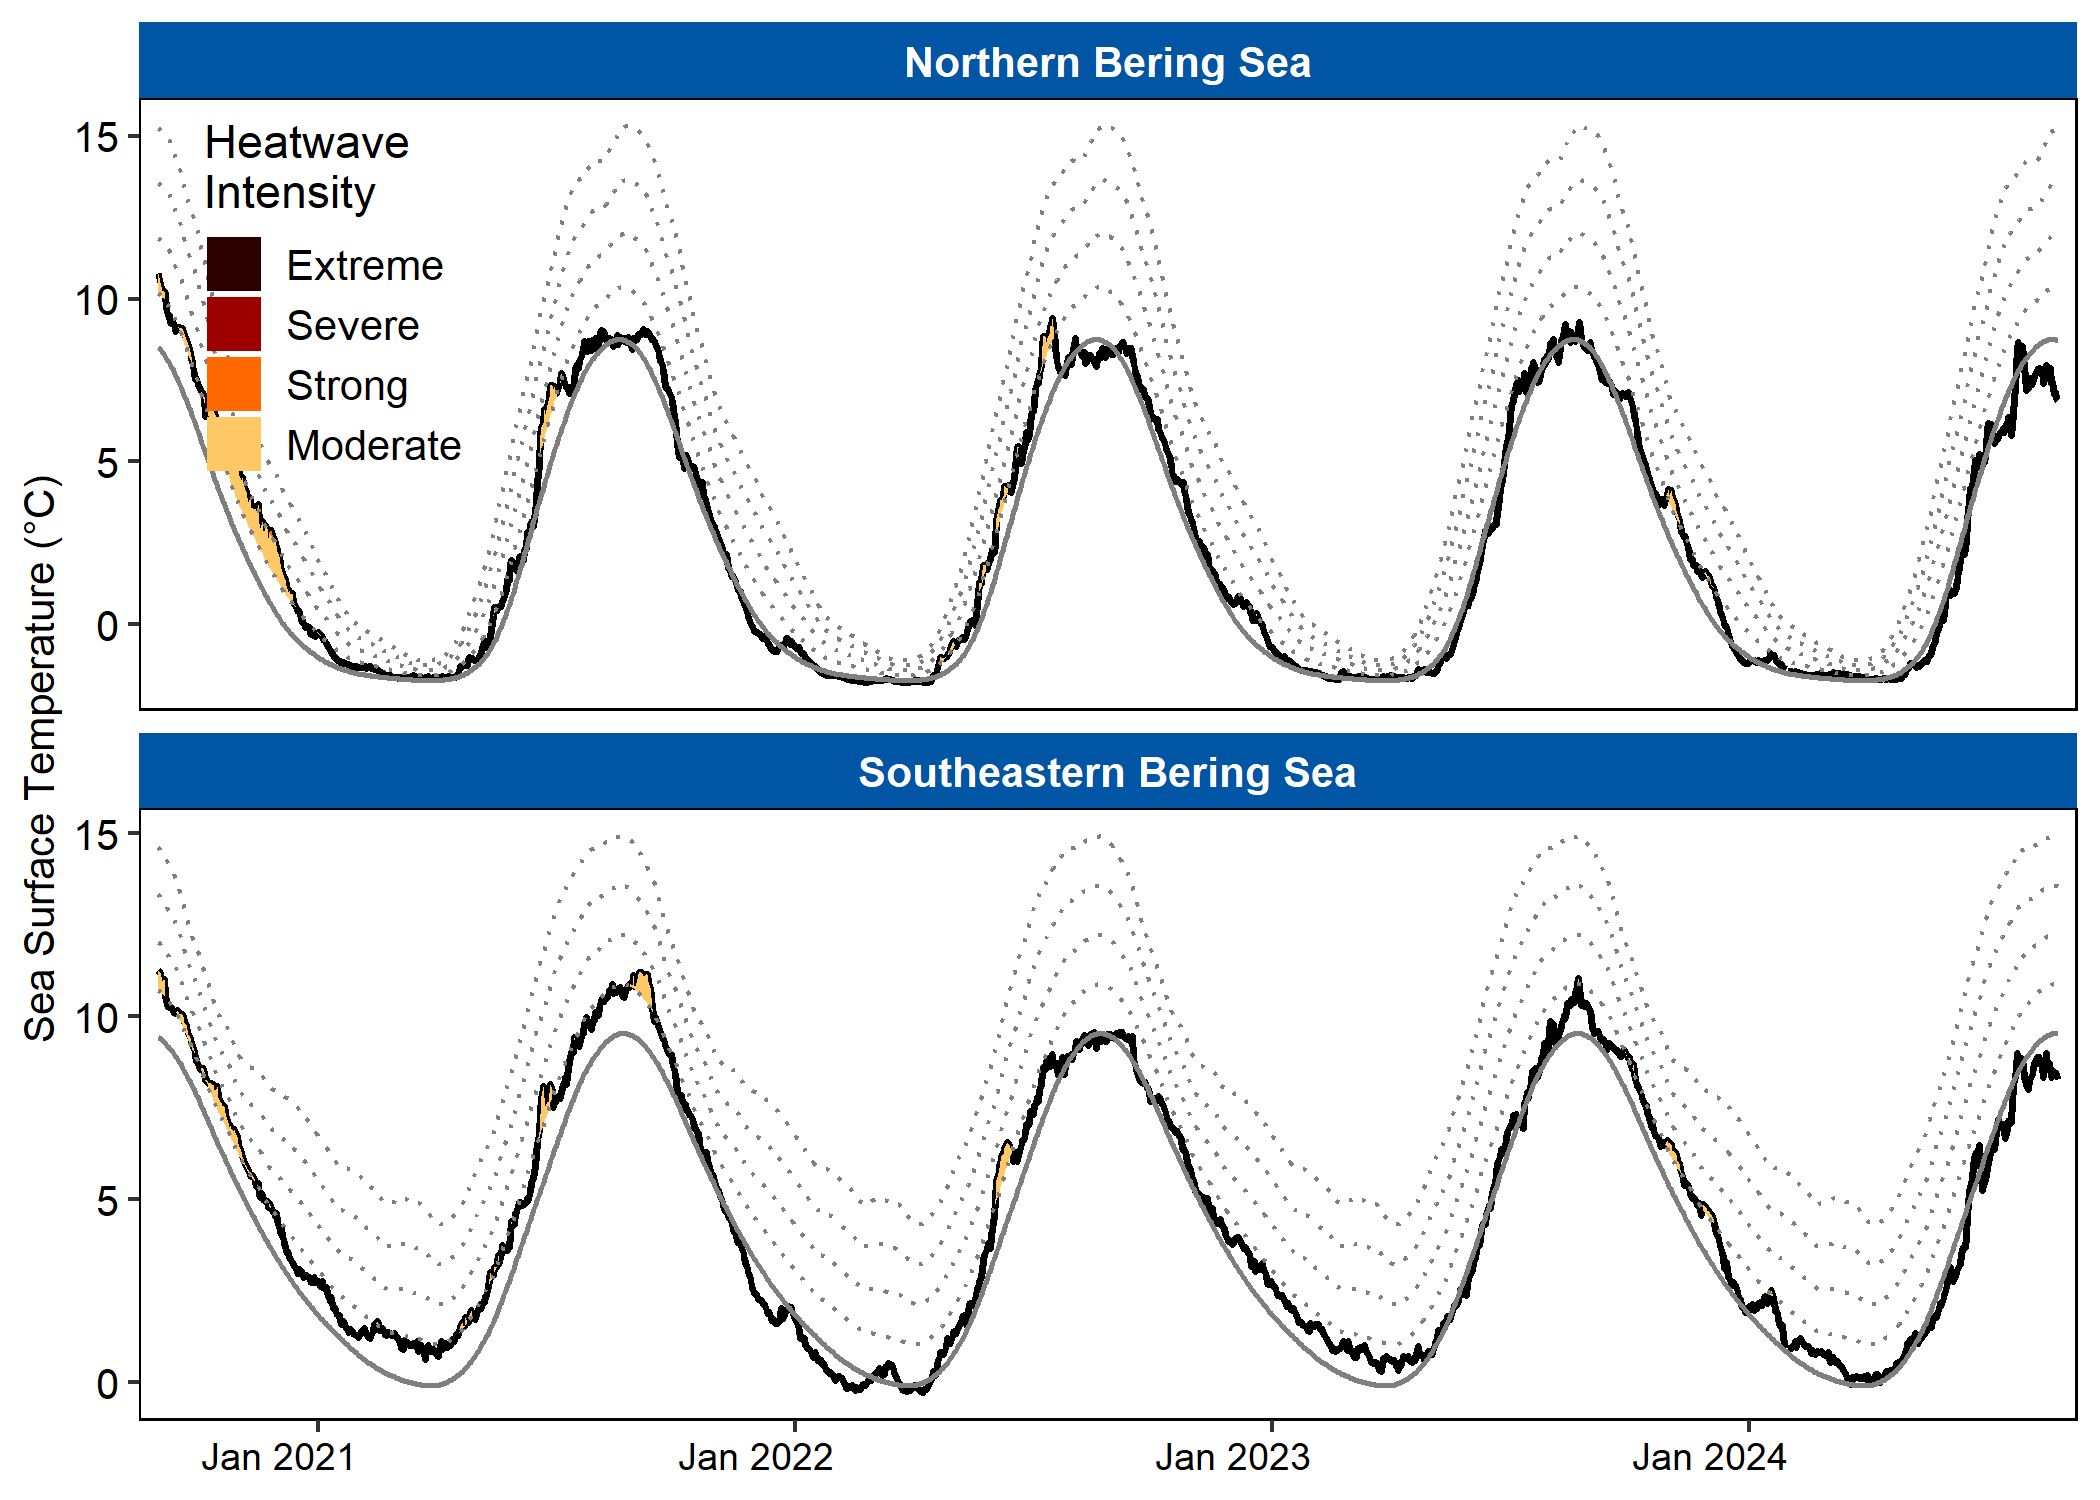 Northern Bering Sea
Heatwave
Intensity
Extreme
Severe
Strong
Moderate
15
10
5
0
Sea Surface Temperature (°C)
Southeastern Bering Sea
15
10
5
0
Jan 2021
Jan 2022
Jan 2023
Jan 2024